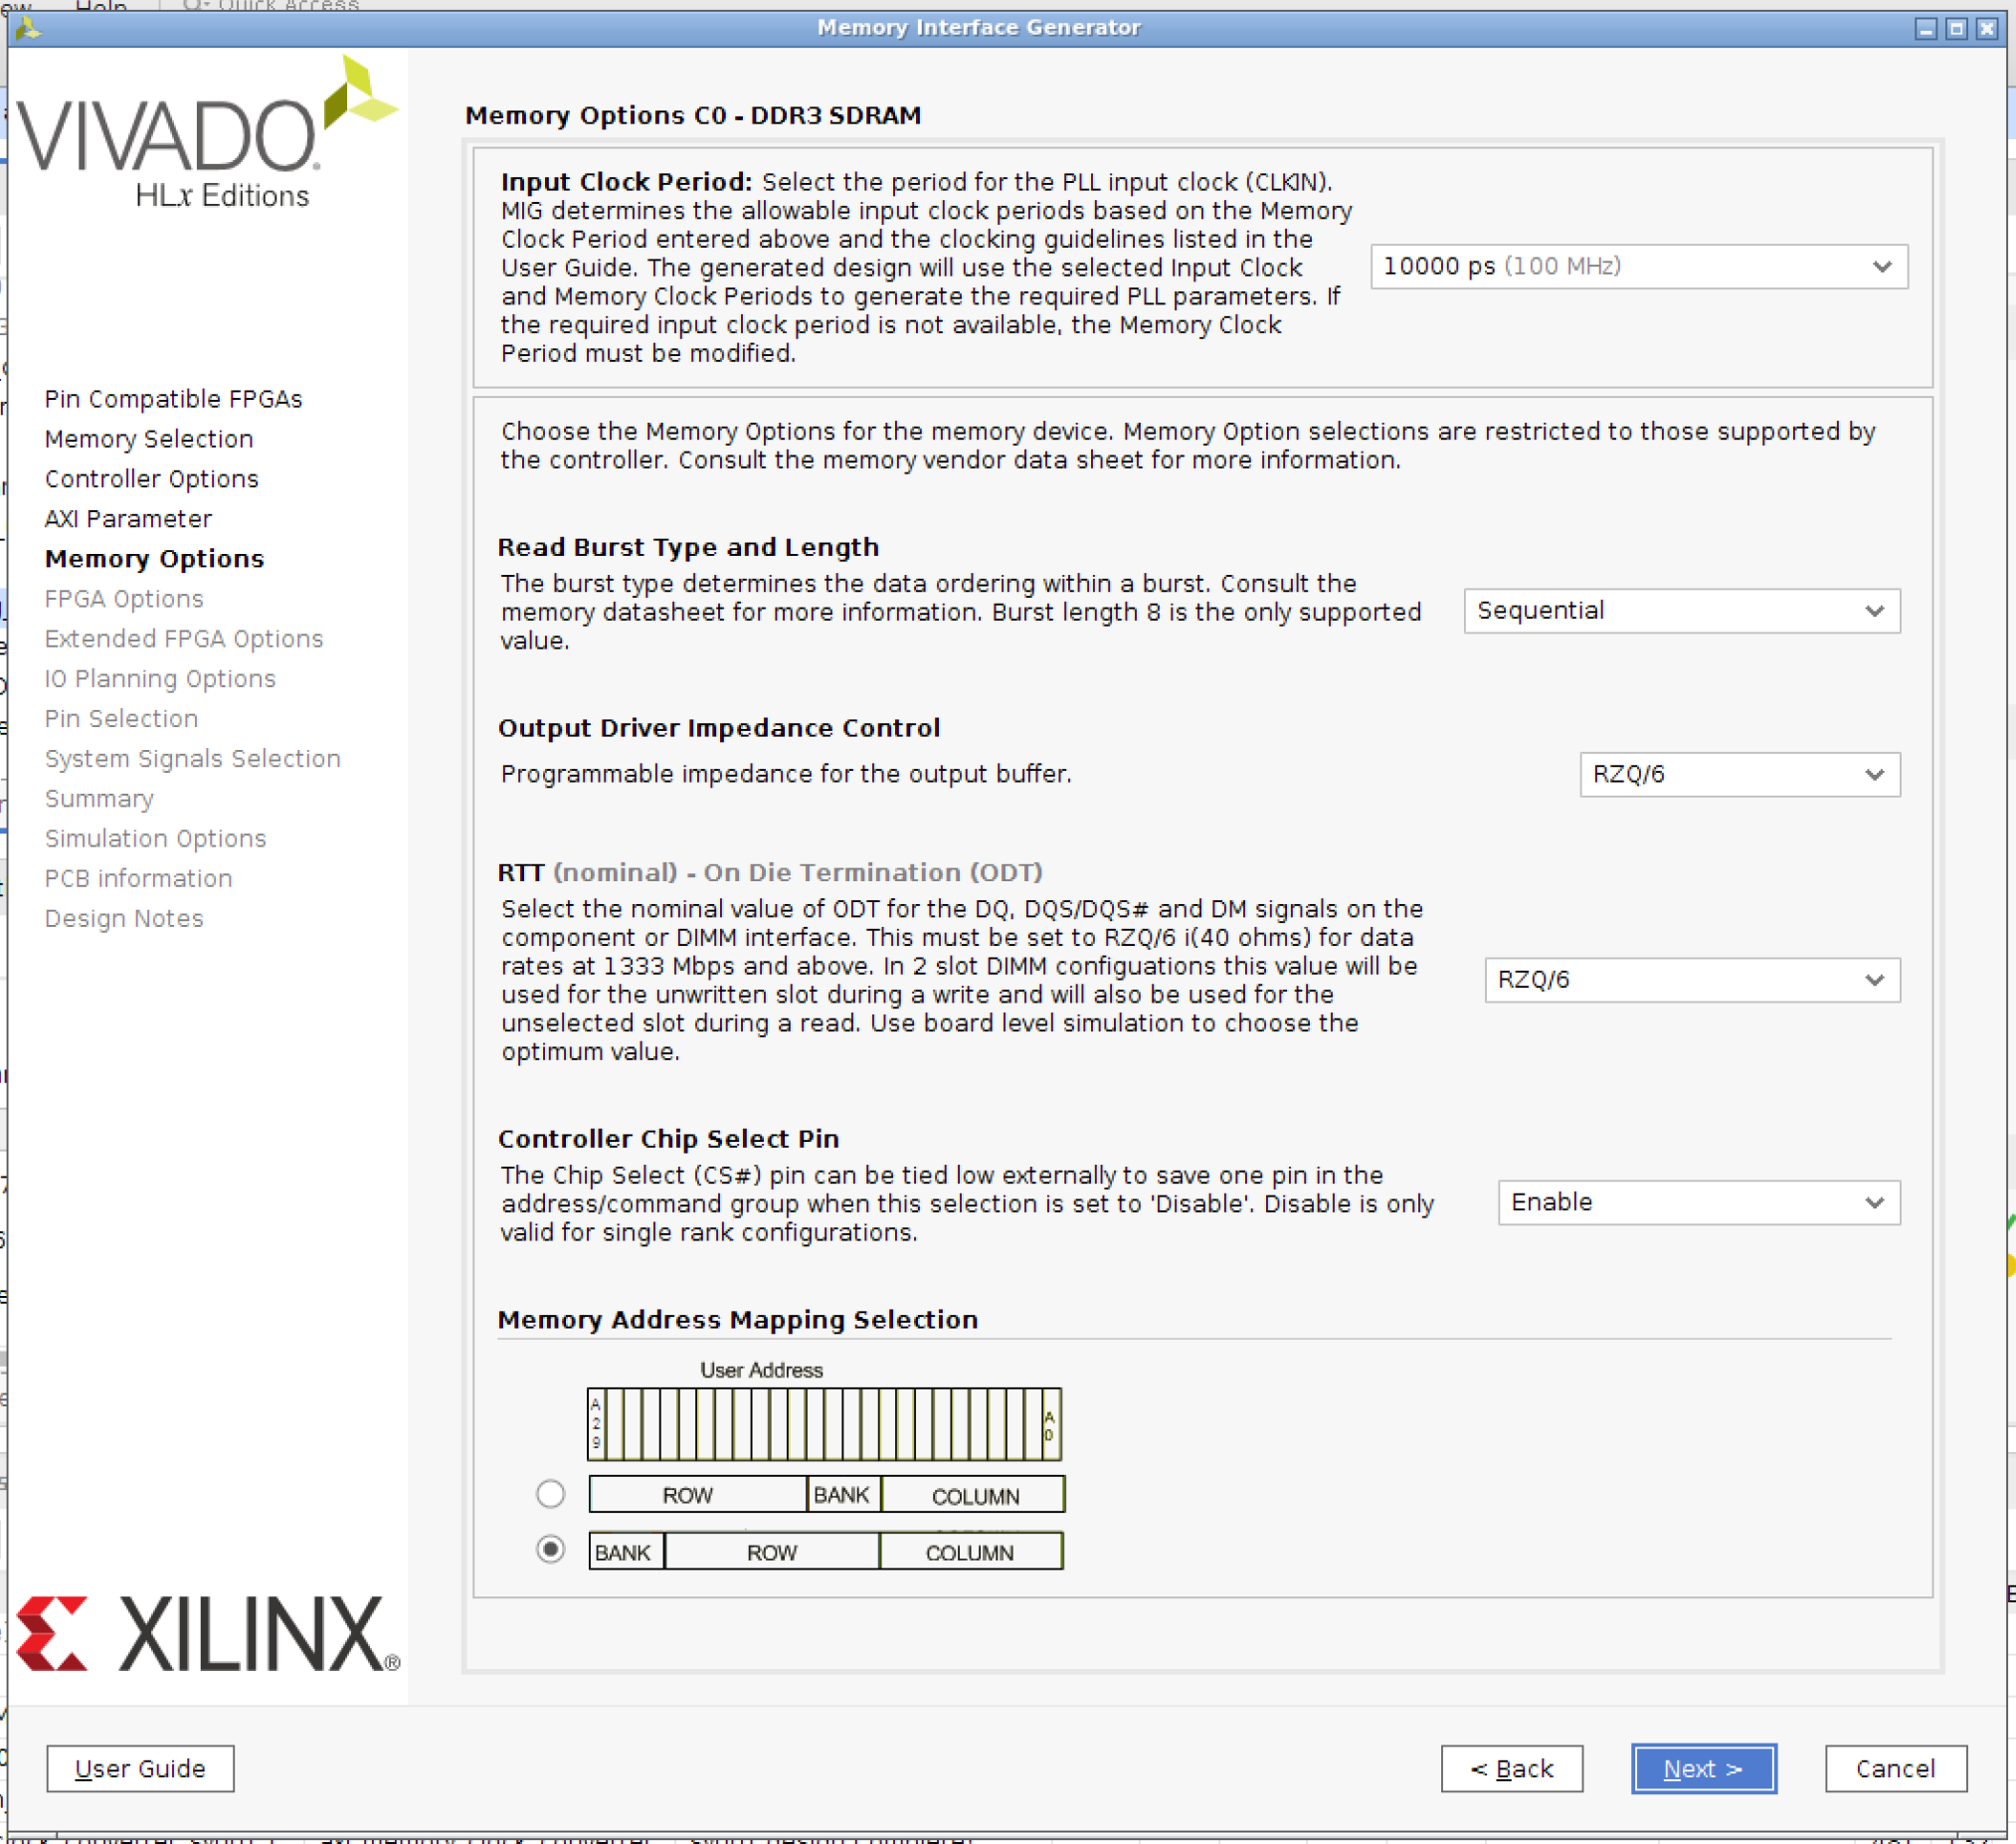 Help
Quick Access
Memory Interface Generator
VIVADO®
HLx Editions
Pin Compatible FPGAs
Memory Selection
Controller Options
AXI Parameter
Memory Options
FPGA Options
Extended FPGA Options
IO Planning Options
Pin Selection
System Signals Selection
Summary
Simulation Options
PCB information
Design Notes
XILINX®
Memory Options C0 - DDR3 SDRAM
Input Clock Period: Select the period for the PLL input clock (CLKIN).
MIG determines the allowable input clock periods based on the Memory
Clock Period entered above and the clocking guidelines listed in the
User Guide. The generated design will use the selected Input Clock
and Memory Clock Periods to generate the required PLL parameters. If
the required input clock period is not available, the Memory Clock
Period must be modified.
10000 ps (100 MHz)
Choose the Memory Options for the memory device. Memory Option selections are restricted to those supported by
the controller. Consult the memory vendor data sheet for more information.
Read Burst Type and Length
The burst type determines the data ordering within a burst. Consult the
memory datasheet for more information. Burst length 8 is the only supported
value.
Sequential
Output Driver Impedance Control
Programmable impedance for the output buffer.
RZQ/6
RTT (nominal) - On Die Termination (ODT)
Select the nominal value of ODT for the DQ, DQS/DQS# and DM signals on the
component or DIMM interface. This must be set to RZQ/6 i(40 ohms) for data
rates at 1333 Mbps and above. In 2 slot DIMM configuations this value will be
used for the unwritten slot during a write and will also be used for the
unselected slot during a read. Use board level simulation to choose the
optimum value.
RZQ/6
Controller Chip Select Pin
The Chip Select (CS#) pin can be tied low externally to save one pin in the
address/command group when this selection is set to 'Disable'. Disable is only
valid for single rank configurations.
Enable
Memory Address Mapping Selection
User Address
A29 A0
ROW BANK COLUMN
BANK ROW COLUMN
User Guide
< Back
Next >
Cancel